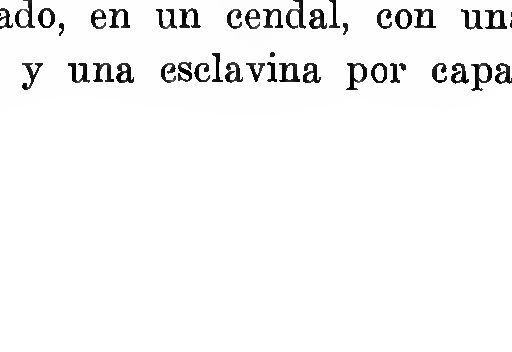 ado, en un cendal, con una
y una esclavina por capa